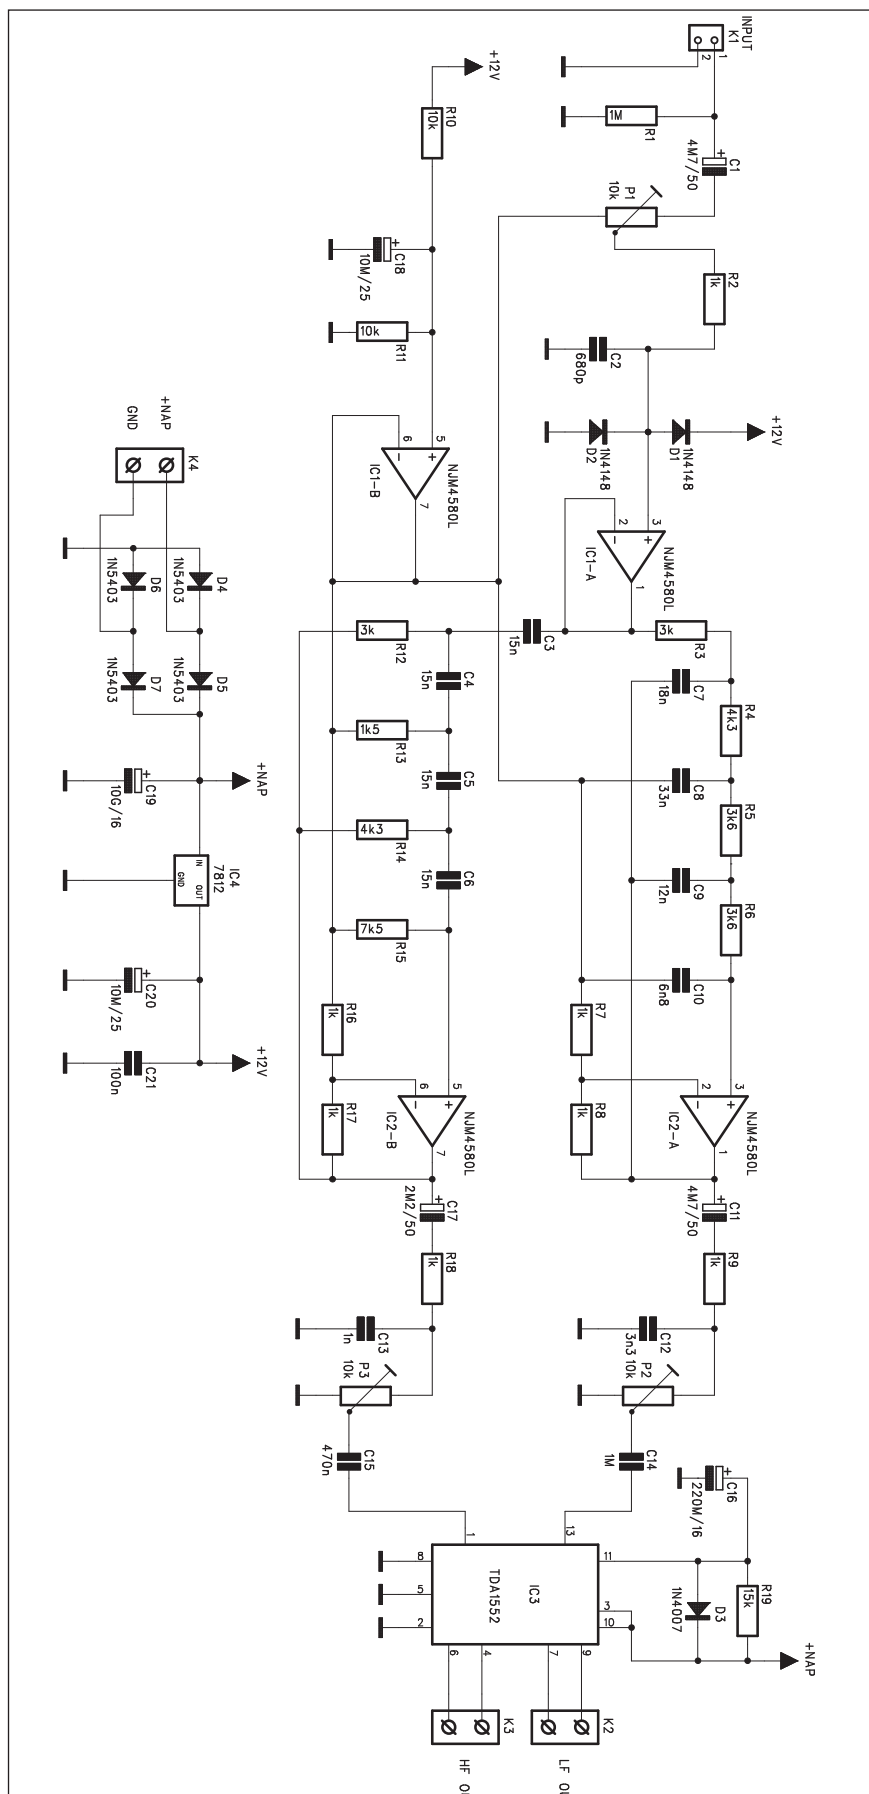 INPUT
K1
1
2
R1
1M
C1
4M7/50
+
P1
10k
R2
1k
C2
680p
+12V
D1
1N4148
D2
1N4148
3
2
+
−
1
NJM4580L
IC1-A
R3
3k
C3
15n
C7
18n
R4
4k3
C8
33n
R5
3k6
C9
12n
R6
3k6
C10
6n8
R7
1k
R8
1k
3
2
+
−
1
NJM4580L
IC2-A
C11
4M7/50
+
R9
1k
C12
3n3
P2
10k
C14
1M
C16
220M/16
+
R19
15k
D3
1N4007
+NAP
+12V
R10
10k
C18
10M/25
+
R11
10k
5
6
+
−
7
NJM4580L
IC1-B
R12
3k
C4
15n
R13
1k5
C5
15n
R14
4k3
C6
15n
R15
7k5
R16
1k
R17
1k
5
6
+
−
7
NJM4580L
IC2-B
C17
2M2/50
+
R18
1k
C13
1n
P3
10k
C15
470n
IC3
TDA1552
1
13
11
3
10
8
5
2
9
7
4
6
K2
LF OU
K3
HF OU
+NAP
GND
K4
D4
1N5403
D6
1N5403
D5
1N5403
D7
1N5403
+NAP
C19
10G/16
+
IC4
7812
IN
OUT
GND
C20
10M/25
+
C21
100n
+12V